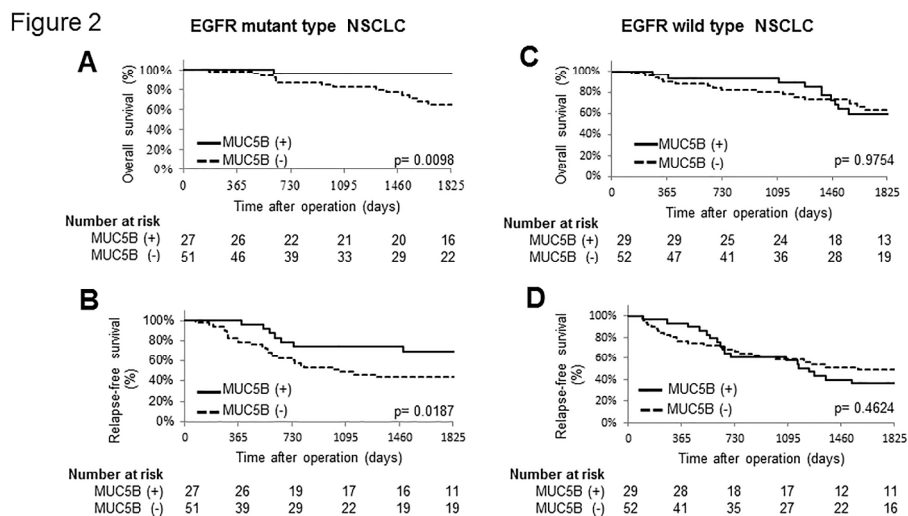 Figure 2
EGFR mutant type NSCLC
EGFR wild type NSCLC
A
Overall survival (%)
100%
80%
60%
40%
20%
0%
MUC5B (+)
MUC5B (-)
p= 0.0098
0 365 730 1095 1460 1825
Time after operation (days)
Number at risk
MUC5B (+) 27 26 22 21 20 16
MUC5B (-) 51 46 39 33 29 22
B
Relapse-free survival (%)
100%
80%
60%
40%
20%
0%
MUC5B (+)
MUC5B (-)
p= 0.0187
0 365 730 1095 1460 1825
Time after operation (days)
Number at risk
MUC5B (+) 27 26 19 17 16 11
MUC5B (-) 51 39 29 22 19 19
C
Overall survival (%)
100%
80%
60%
40%
20%
0%
MUC5B (+)
MUC5B (-)
p= 0.9754
0 365 730 1095 1460 1825
Time after operation (days)
Number at risk
MUC5B (+) 29 29 25 24 18 13
MUC5B (-) 52 47 41 36 28 19
D
Relapse-free survival (%)
100%
80%
60%
40%
20%
0%
MUC5B (+)
MUC5B (-)
p= 0.4624
0 365 730 1095 1460 1825
Time after operation (days)
Number at risk
MUC5B (+) 29 28 18 17 12 11
MUC5B (-) 52 41 35 27 22 16